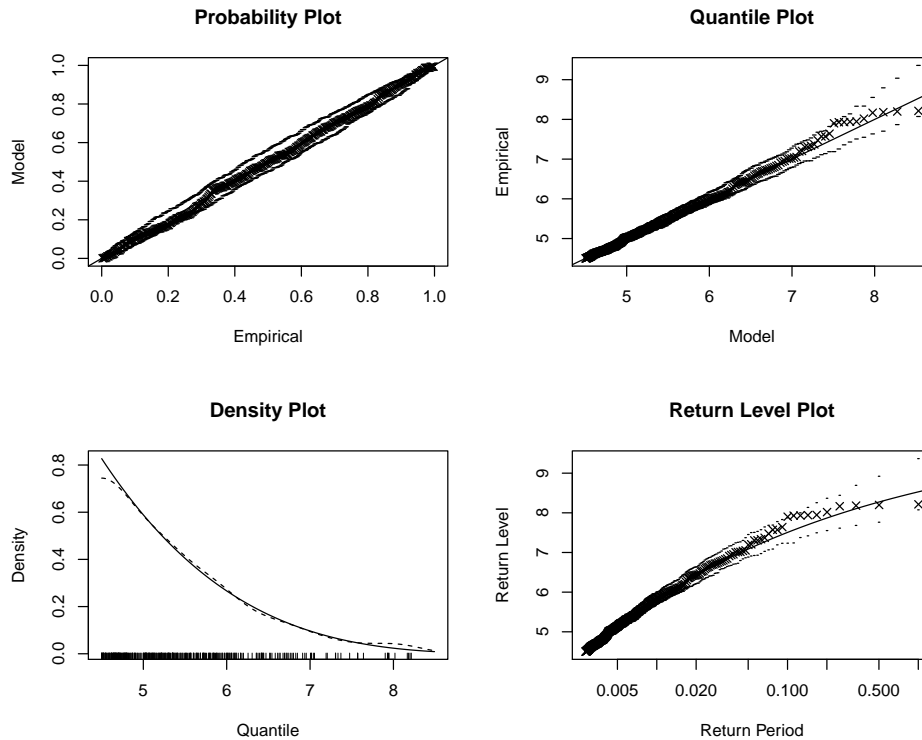 Probability Plot
Model
0.0 0.2 0.4 0.6 0.8 1.0
0.0 0.2 0.4 0.6 0.8 1.0
Empirical
Quantile Plot
Empirical
5 6 7 8 9
5 6 7 8
Model
Density Plot
Density
0.0 0.2 0.4 0.6 0.8
5 6 7 8
Quantile
Return Level Plot
Return Level
5 6 7 8 9
0.005 0.020 0.100 0.500
Return Period